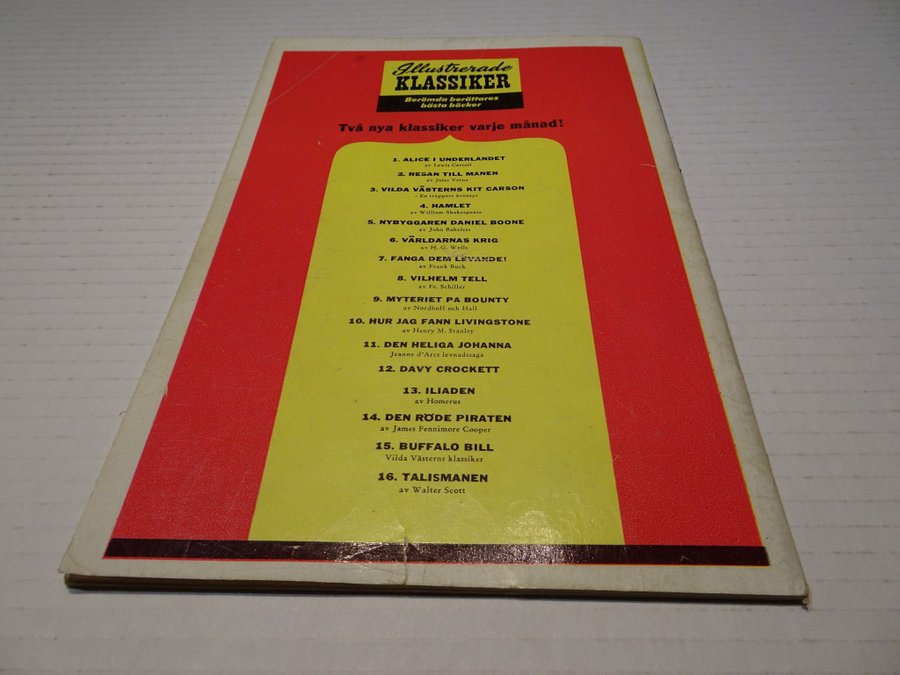 Illustrerade
KLASSIKER
Berömda berättares
bästa böcker
Två nya klassiker varje månad!
1. ALICE I UNDERLANDET
av Lewis Carroll
2. RESAN TILL MÅNEN
av Jules Verne
3. VILDA VÄSTERNS KIT CARSON
– En trappers äventyr
4. HAMLET
av William Shakespeare
5. NYBYGGAREN DANIEL BOONE
av John Bakeless
6. VÄRLDARNAS KRIG
av H. G. Wells
7. FÅNGA DEM LEVANDE!
av Frank Buck
8. VILHELM TELL
av Fr. Schiller
9. MYTERIET PÅ BOUNTY
av Nordhoff och Hall
10. HUR JAG FANN LIVINGSTONE
av Henry M. Stanley
11. DEN HELIGA JOHANNA
Jeanne d'Arcs levnadssaga
12. DAVY CROCKETT
13. ILIADEN
av Homerus
14. DEN RÖDE PIRATEN
av James Fennimore Cooper
15. BUFFALO BILL
Vilda Västerns klassiker
16. TALISMANEN
av Walter Scott